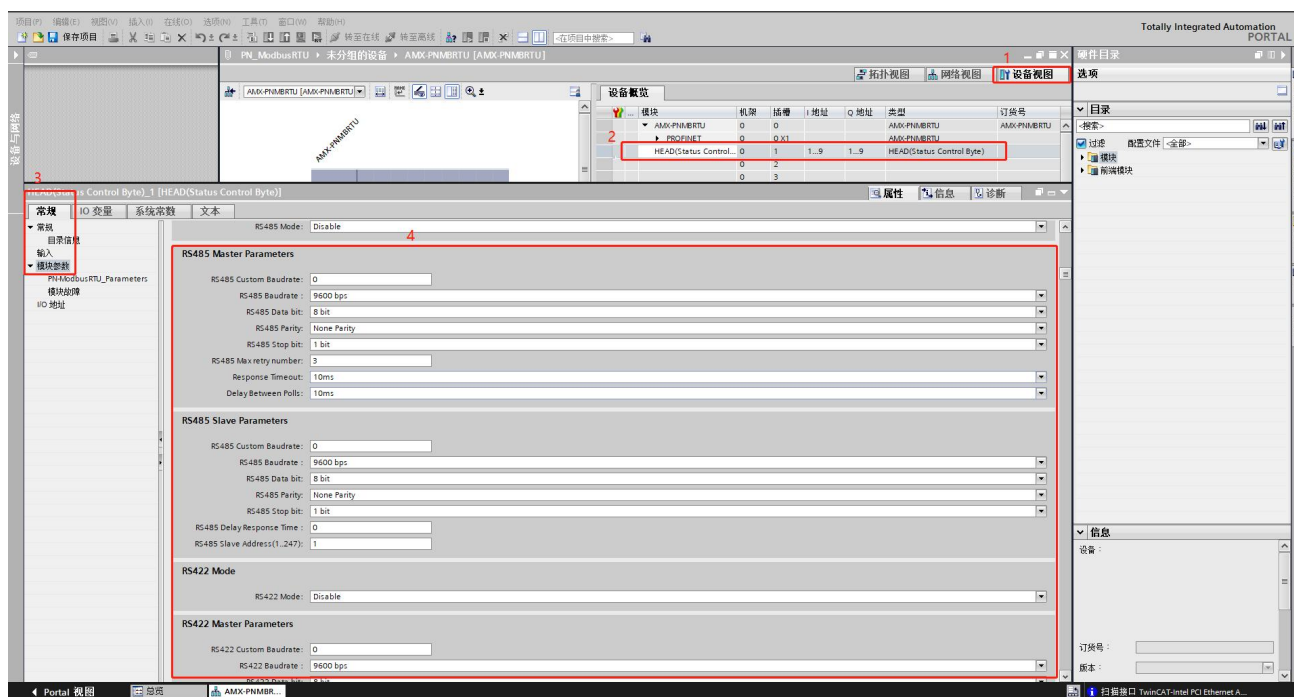 项目(P) 编辑(E) 视图(V) 插入(I) 在线(O) 选项(N) 工具(T) 窗口(W) 帮助(H)
Totally Integrated Automation
PORTAL
保存项目 转至在线 转至离线 <在项目中搜索>
PN_ModbusRTU 未分组的设备 AMX-PNMBRTU [AMX-PNMBRTU]
1
硬件目录
拓扑视图 网络视图 设备视图
选项
AMX-PNMBRTU [AMX-PNMBRTU]
设备概览
目录
模块 机架 插槽 I 地址 Q 地址 类型 订货号
<搜索>
AMX-PNMBRTU 0 0 AMX-PNMBRTU AMX-PNMBRTU
2
PROFINET 0 0 X1 AMX-PNMBRTU
过滤 配置文件 <全部>
HEAD(Status Control... 0 1 1...9 1...9 HEAD(Status Control Byte)
模块
0 2
前端模块
0 3
AMX-PNMBRTU
设备与网络
3
HEAD(Status Control Byte)_1 [HEAD(Status Control Byte)]
属性 信息 诊断
常规 IO 变量 系统常数 文本
4
常规
目录信息
输入
模块参数
PN-ModbusRTU_Parameters
模块故障
I/O 地址
RS485 Mode: Disable
RS485 Master Parameters
RS485 Custom Baudrate: 0
RS485 Baudrate : 9600 bps
RS485 Data bit: 8 bit
RS485 Parity: None Parity
RS485 Stop bit: 1 bit
RS485 Max retry number: 3
Response Timeout: 10ms
Delay Between Polls: 10ms
RS485 Slave Parameters
RS485 Custom Baudrate: 0
RS485 Baudrate : 9600 bps
RS485 Data bit: 8 bit
RS485 Parity: None Parity
RS485 Stop bit: 1 bit
RS485 Delay Response Time : 0
RS485 Slave Address(1..247): 1
RS422 Mode
RS422 Mode: Disable
RS422 Master Parameters
RS422 Custom Baudrate: 0
RS422 Baudrate : 9600 bps
RS422 Data bit: 8 bit
信息
设备 :
订货号 :
版本 :
Portal 视图 总览 AMX-PNMBR...
扫描接口 TwinCAT-Intel PCI Ethernet A...